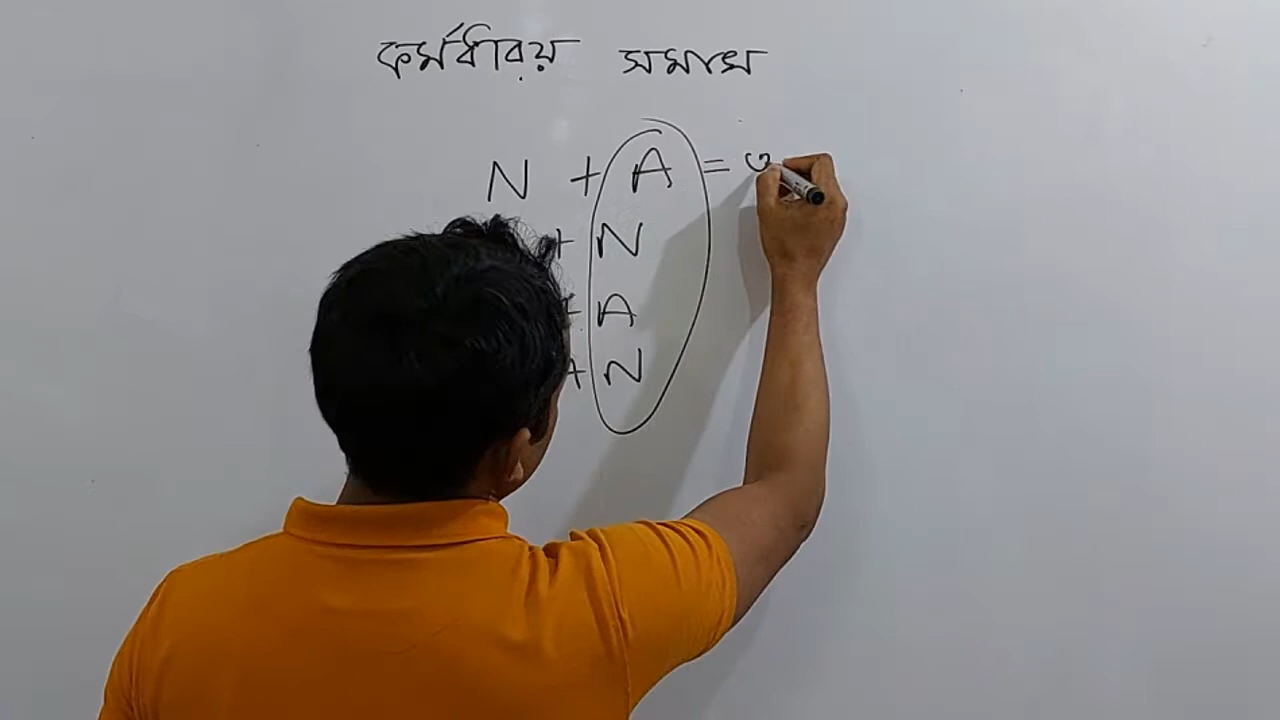 কর্মধারয় সমাস
N + A =
+ N
+ A
+ N